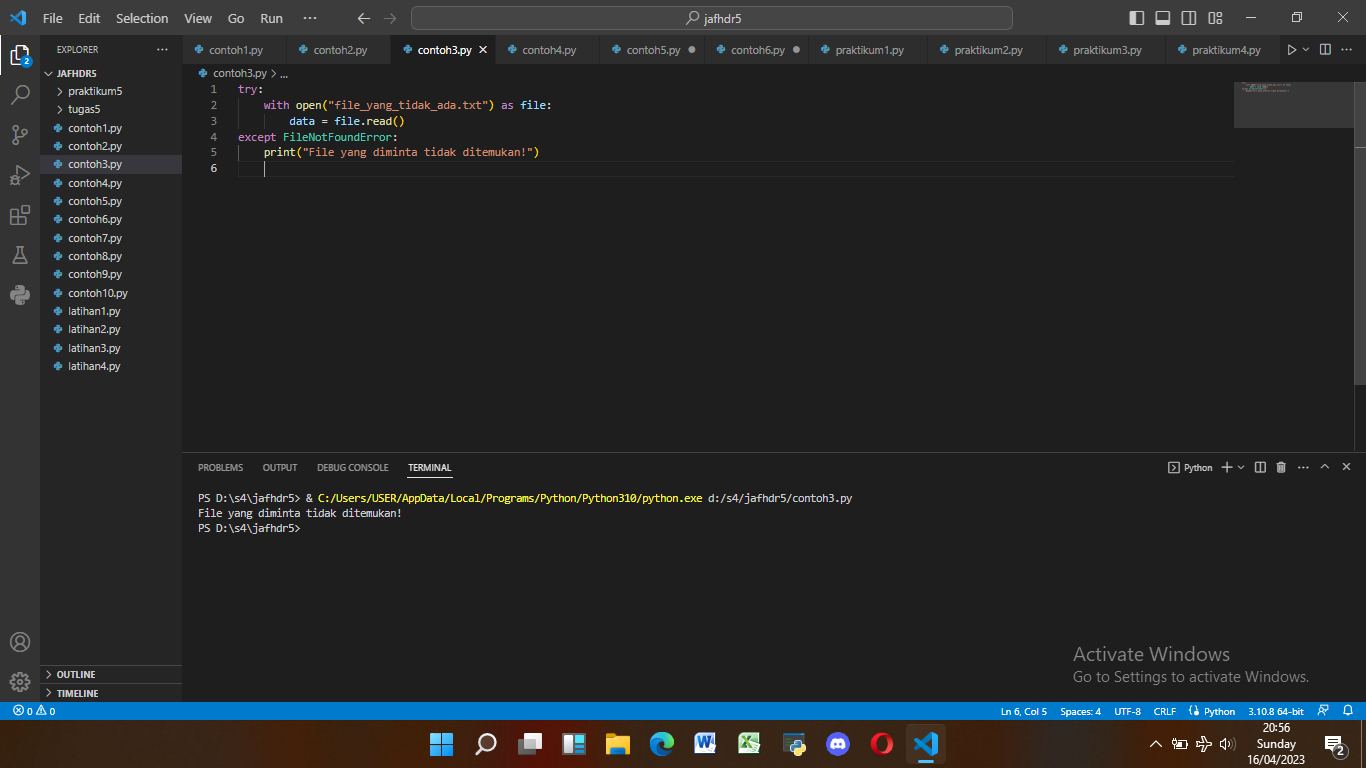 File Edit Selection View Go Run ··· jafhdr5
2
EXPLORER ···
JAFHDR5
praktikum5
tugas5
contoh1.py
contoh2.py
contoh3.py
contoh4.py
contoh5.py
contoh6.py
contoh7.py
contoh8.py
contoh9.py
contoh10.py
latihan1.py
latihan2.py
latihan3.py
latihan4.py
OUTLINE
TIMELINE
contoh1.py contoh2.py contoh3.py contoh4.py contoh5.py contoh6.py praktikum1.py praktikum2.py praktikum3.py praktikum4.py ···
contoh3.py > ...
1 try:
2 with open("file_yang_tidak_ada.txt") as file:
3 data = file.read()
4 except FileNotFoundError:
5 print("File yang diminta tidak ditemukan!")
6
PROBLEMS OUTPUT DEBUG CONSOLE TERMINAL Python ···
PS D:\s4\jafhdr5> & C:/Users/USER/AppData/Local/Programs/Python/Python310/python.exe d:/s4/jafhdr5/contoh3.py
File yang diminta tidak ditemukan!
PS D:\s4\jafhdr5>
Activate Windows
Go to Settings to activate Windows.
0 0 Ln 6, Col 5 Spaces: 4 UTF-8 CRLF Python 3.10.8 64-bit
20:56
Sunday
16/04/2023
2